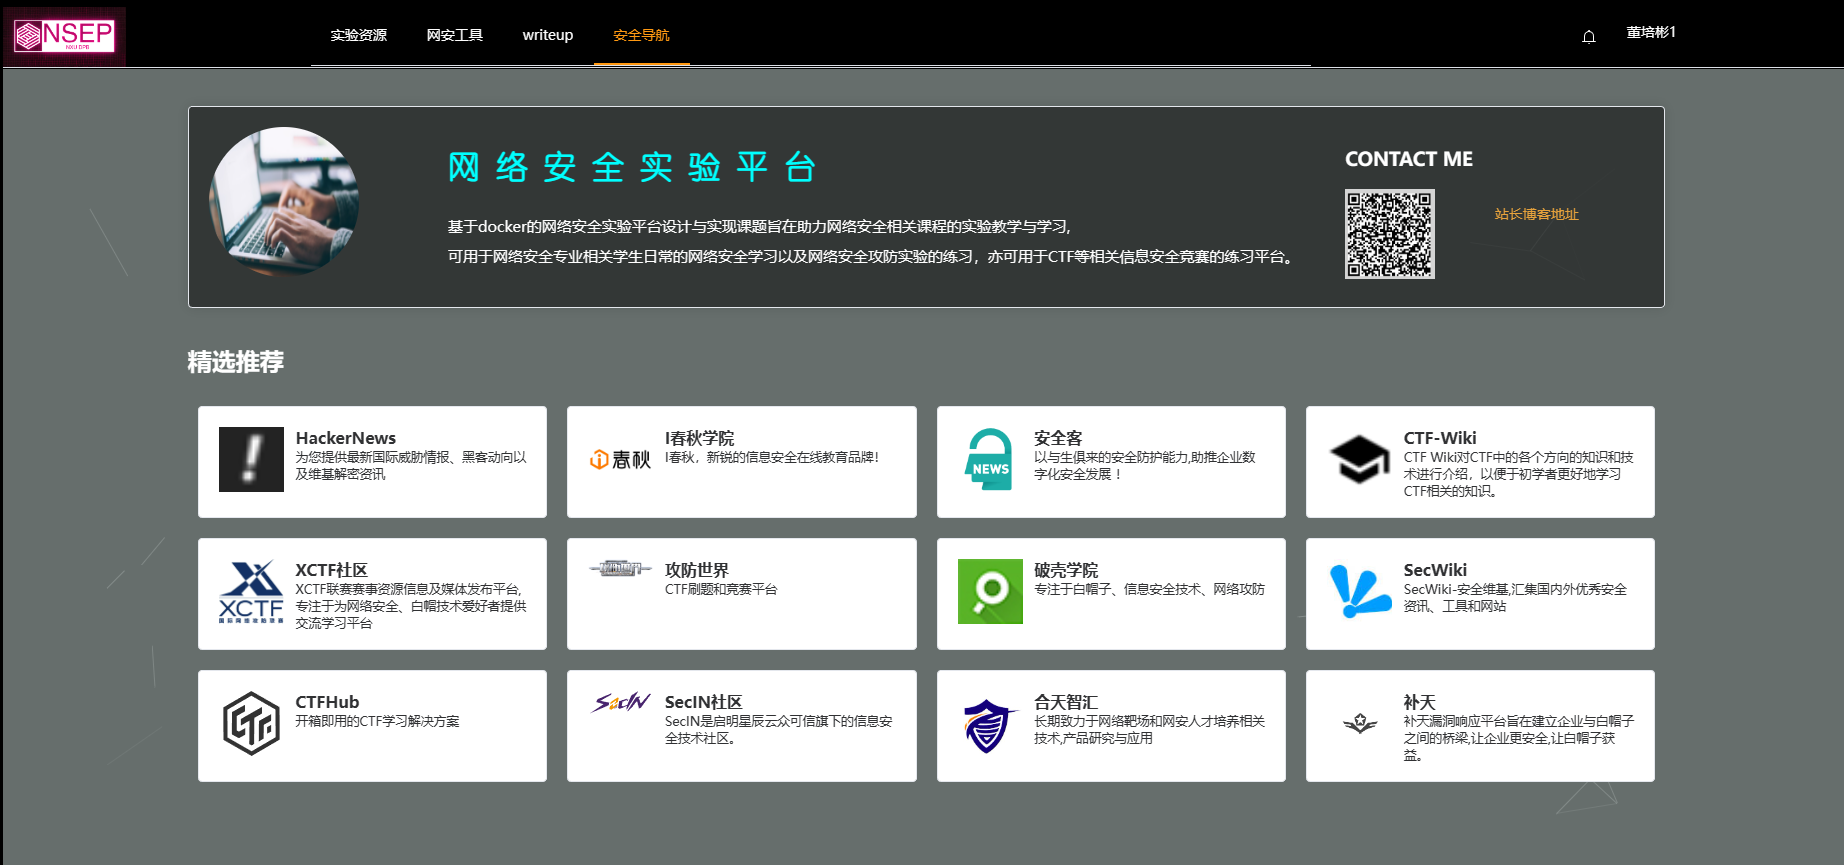 NSEP
NXU DPB
实验资源
网安工具
writeup
安全导航
董培彬1
网络安全实验平台
基于docker的网络安全实验平台设计与实现课题旨在助力网络安全相关课程的实验教学与学习,
可用于网络安全专业相关学生日常的网络安全学习以及网络安全攻防实验的练习，亦可用于CTF等相关信息安全竞赛的练习平台。
CONTACT ME
站长博客地址
精选推荐
HackerNews
为您提供最新国际威胁情报、黑客动向以
及维基解密资讯
春秋
I春秋学院
I春秋，新锐的信息安全在线教育品牌！
NEWS
安全客
以与生俱来的安全防护能力,助推企业数
字化安全发展 ！
CTF-Wiki
CTF Wiki对CTF中的各个方向的知识和技
术进行介绍，以便于初学者更好地学习
CTF相关的知识。
XCTF
国际网络攻防联赛
XCTF社区
XCTF联赛赛事资源信息及媒体发布平台,
专注于为网络安全、白帽技术爱好者提供
交流学习平台
攻防世界
攻防世界
CTF刷题和竞赛平台
破壳学院
专注于白帽子、信息安全技术、网络攻防
SecWiki
SecWiki-安全维基,汇集国内外优秀安全
资讯、工具和网站
CTFHub
开箱即用的CTF学习解决方案
SecIN
SecIN社区
SecIN是启明星辰云众可信旗下的信息安
全技术社区。
合天智汇
长期致力于网络靶场和网安人才培养相关
技术,产品研究与应用
补天
补天漏洞响应平台旨在建立企业与白帽子
之间的桥梁,让企业更安全,让白帽子获
益。